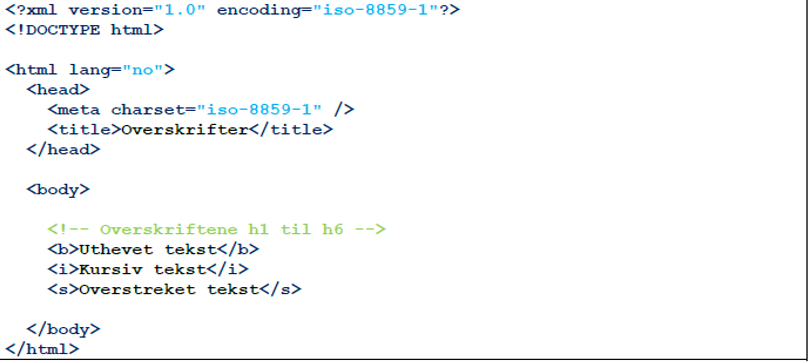 <?xml version="1.0" encoding="iso-8859-1"?>
<!DOCTYPE html>
<html lang="no">
<head>
<meta charset="iso-8859-1" />
<title>Overskrifter</title>
</head>
<body>
<!-- Overskriftene h1 til h6 -->
<b>Uthevet tekst</b>
<i>Kursiv tekst</i>
<s>Overstreket tekst</s>
</body>
</html>